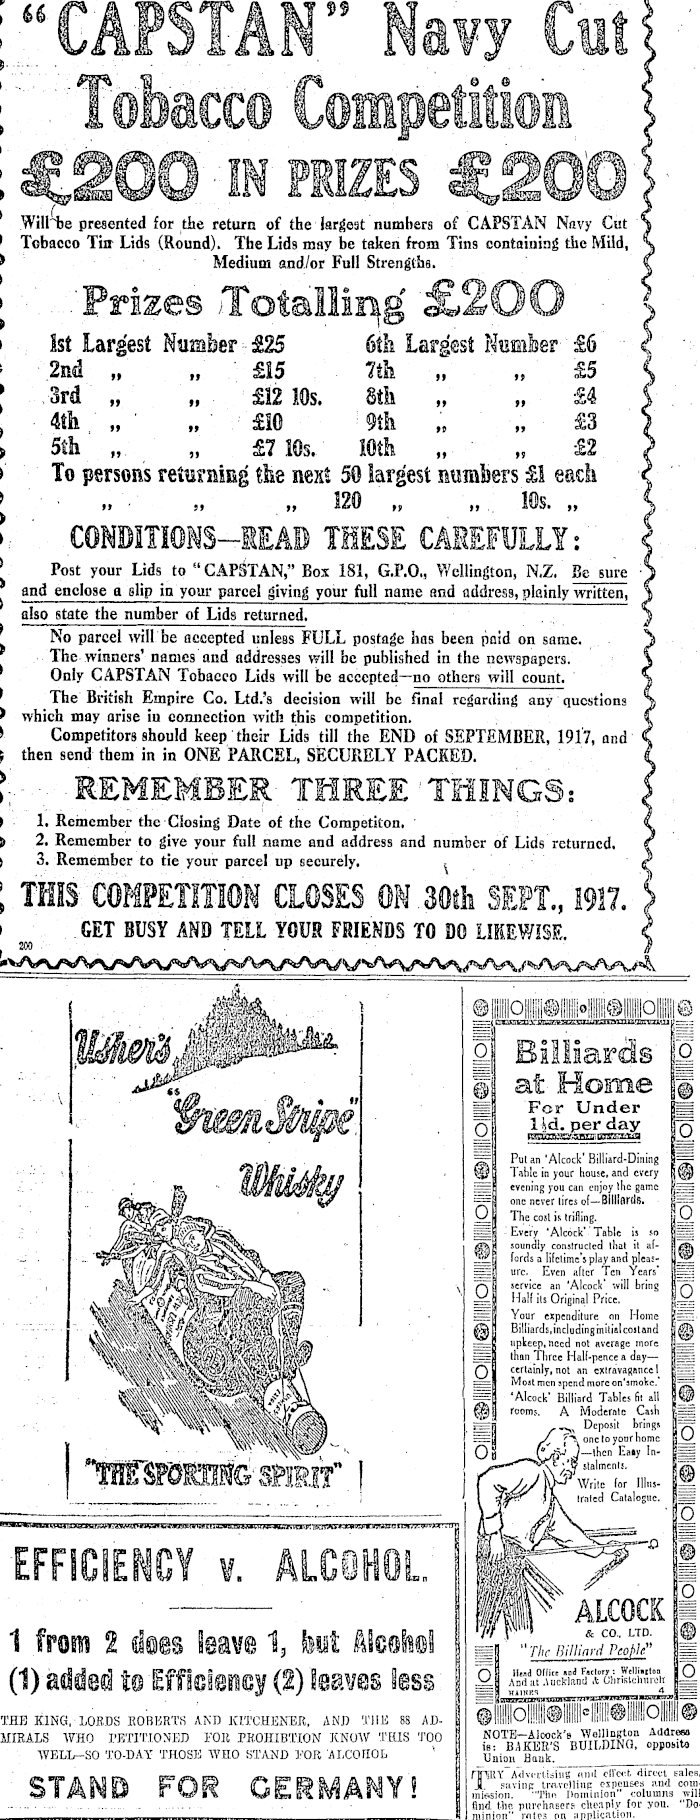 "CAPSTAN" Navy Cut
Tobacco Competition
£200 IN PRIZES £200
Will be presented for the return of the largest numbers of CAPSTAN Navy Cut
Tobacco Tin Lids (Round). The Lids may be taken from Tins containing the Mild,
Medium and/or Full Strengths.
Prizes Totalling £200
1st Largest Number £25 6th Largest Number £6
2nd „ „ £15 7th „ „ £5
3rd „ „ £12 10s. 8th „ „ £4
4th „ „ £10 9th „ „ £3
5th „ „ £7 10s. 10th „ „ £2
To persons returning the next 50 largest numbers £1 each
„ „ „ 120 „ „ 10s. „
CONDITIONS—READ THESE CAREFULLY:
Post your Lids to "CAPSTAN," Box 181, G.P.O., Wellington, N.Z. Be sure
and enclose a slip in your parcel giving your full name and address, plainly written,
also state the number of Lids returned.
No parcel will be accepted unless FULL postage has been paid on same.
The winners' names and addresses will be published in the newspapers.
Only CAPSTAN Tobacco Lids will be accepted—no others will count.
The British Empire Co. Ltd.'s decision will be final regarding any questions
which may arise in connection with this competition.
Competitors should keep their Lids till the END of SEPTEMBER, 1917, and
then send them in in ONE PARCEL, SECURELY PACKED.
REMEMBER THREE THINGS:
1. Remember the Closing Date of the Competiton.
2. Remember to give your full name and address and number of Lids returned.
3. Remember to tie your parcel up securely.
THIS COMPETITION CLOSES ON 30th SEPT., 1917.
GET BUSY AND TELL YOUR FRIENDS TO DO LIKEWISE.
200
Usher's
"Green Stripe"
Whisky
"THE SPORTING SPIRIT"
EFFICIENCY v. ALCOHOL.
1 from 2 does leave 1, but Alcohol
(1) added to Efficiency (2) leaves less
THE KING, LORDS ROBERTS AND KITCHENER, AND THE 88 AD-
MIRALS WHO PETITIONED FOR PROHIBTION KNOW THIS TOO
WELL—SO TO-DAY THOSE WHO STAND FOR ALCOHOL
STAND FOR GERMANY!
Billiards
at Home
For Under
1½d. per day
Put an 'Alcock' Billiard-Dining
Table in your house, and every
evening you can enjoy the game
one never tires of—Billiards.
The cost is trifling.
Every 'Alcock' Table is so
soundly constructed that it af-
fords a lifetime's play and pleas-
ure. Even after Ten Years'
service an 'Alcock' will bring
Half its Original Price.
Your expenditure on Home
Billiards, including initial cost and
upkeep, need not average more
than Three Half-pence a day—
certainly, not an extravagance!
Most men spend more on 'smoke.'
'Alcock' Billiard Tables fit all
rooms. A Moderate Cash
Deposit brings
one to your home
—then Easy In-
stalments.
Write for Illus-
trated Catalogue.
ALCOCK
& CO., LTD.
"The Billiard People"
Head Office and Factory: Wellington
And at Auckland & Christchurch
HAINES 4
NOTE—Alcock's Wellington Address
is: BAKER'S BUILDING, opposite
Union Bank.
TRY Advertising and effect direct sales,
saving travelling expenses and com-
mission. "The Dominion" columns will
find the purchasers cheaply for you. "Do-
minion" rates on application.